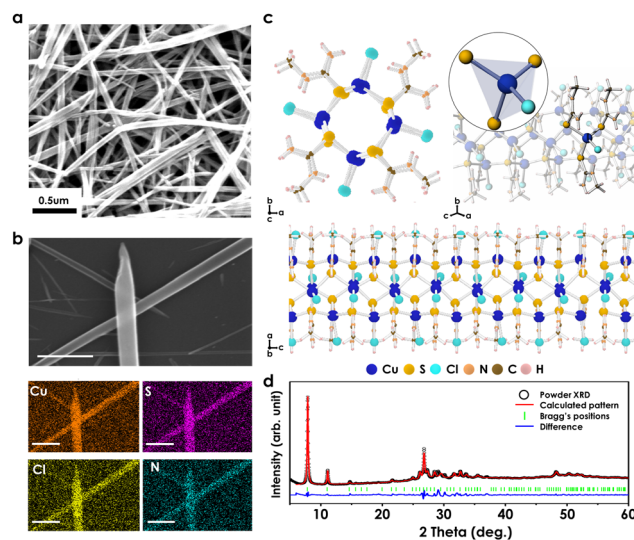 a
0.5um
b
Cu
S
Cl
N
c
b
a
c
b
c
a
a
b
c
Cu
S
Cl
N
C
H
d
Powder XRD
Calculated pattern
Bragg's positions
Difference
Intensity (arb. unit)
10
20
30
40
50
60
2 Theta (deg.)